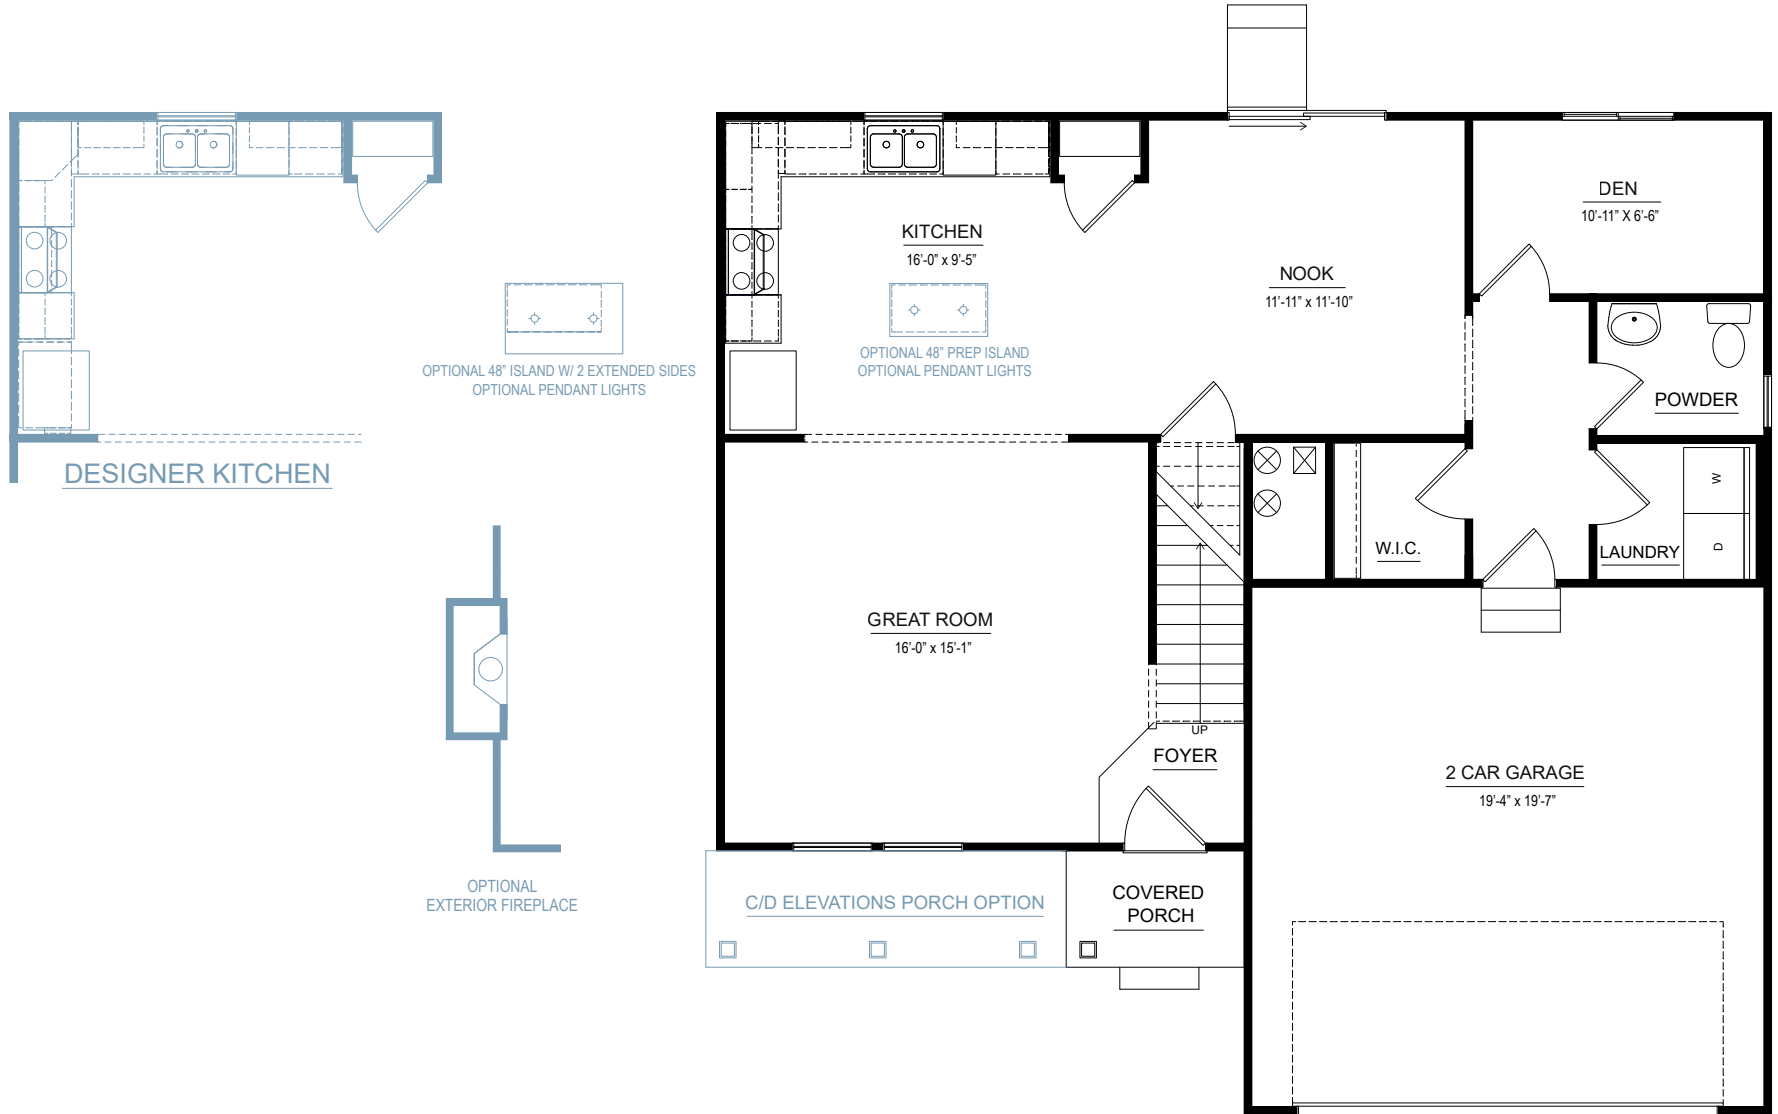 DEN
10'-11" X 6'-6"
KITCHEN
16'-0" x 9'-5"
NOOK
11'-11" x 11'-10"
OPTIONAL 48" PREP ISLAND
OPTIONAL PENDANT LIGHTS
OPTIONAL 48" ISLAND W/ 2 EXTENDED SIDES
OPTIONAL PENDANT LIGHTS
POWDER
DESIGNER KITCHEN
W
D
W.I.C.
LAUNDRY
GREAT ROOM
16'-0" x 15'-1"
UP
FOYER
2 CAR GARAGE
19'-4" x 19'-7"
OPTIONAL
EXTERIOR FIREPLACE
C/D ELEVATIONS PORCH OPTION
COVERED
PORCH